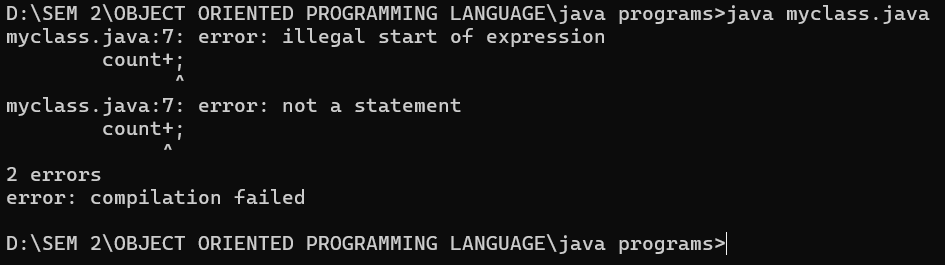 D:\SEM 2\OBJECT ORIENTED PROGRAMMING LANGUAGE\java programs>java myclass.java
myclass.java:7: error: illegal start of expression
        count+;
              ^
myclass.java:7: error: not a statement
        count+;
             ^
2 errors
error: compilation failed
D:\SEM 2\OBJECT ORIENTED PROGRAMMING LANGUAGE\java programs>